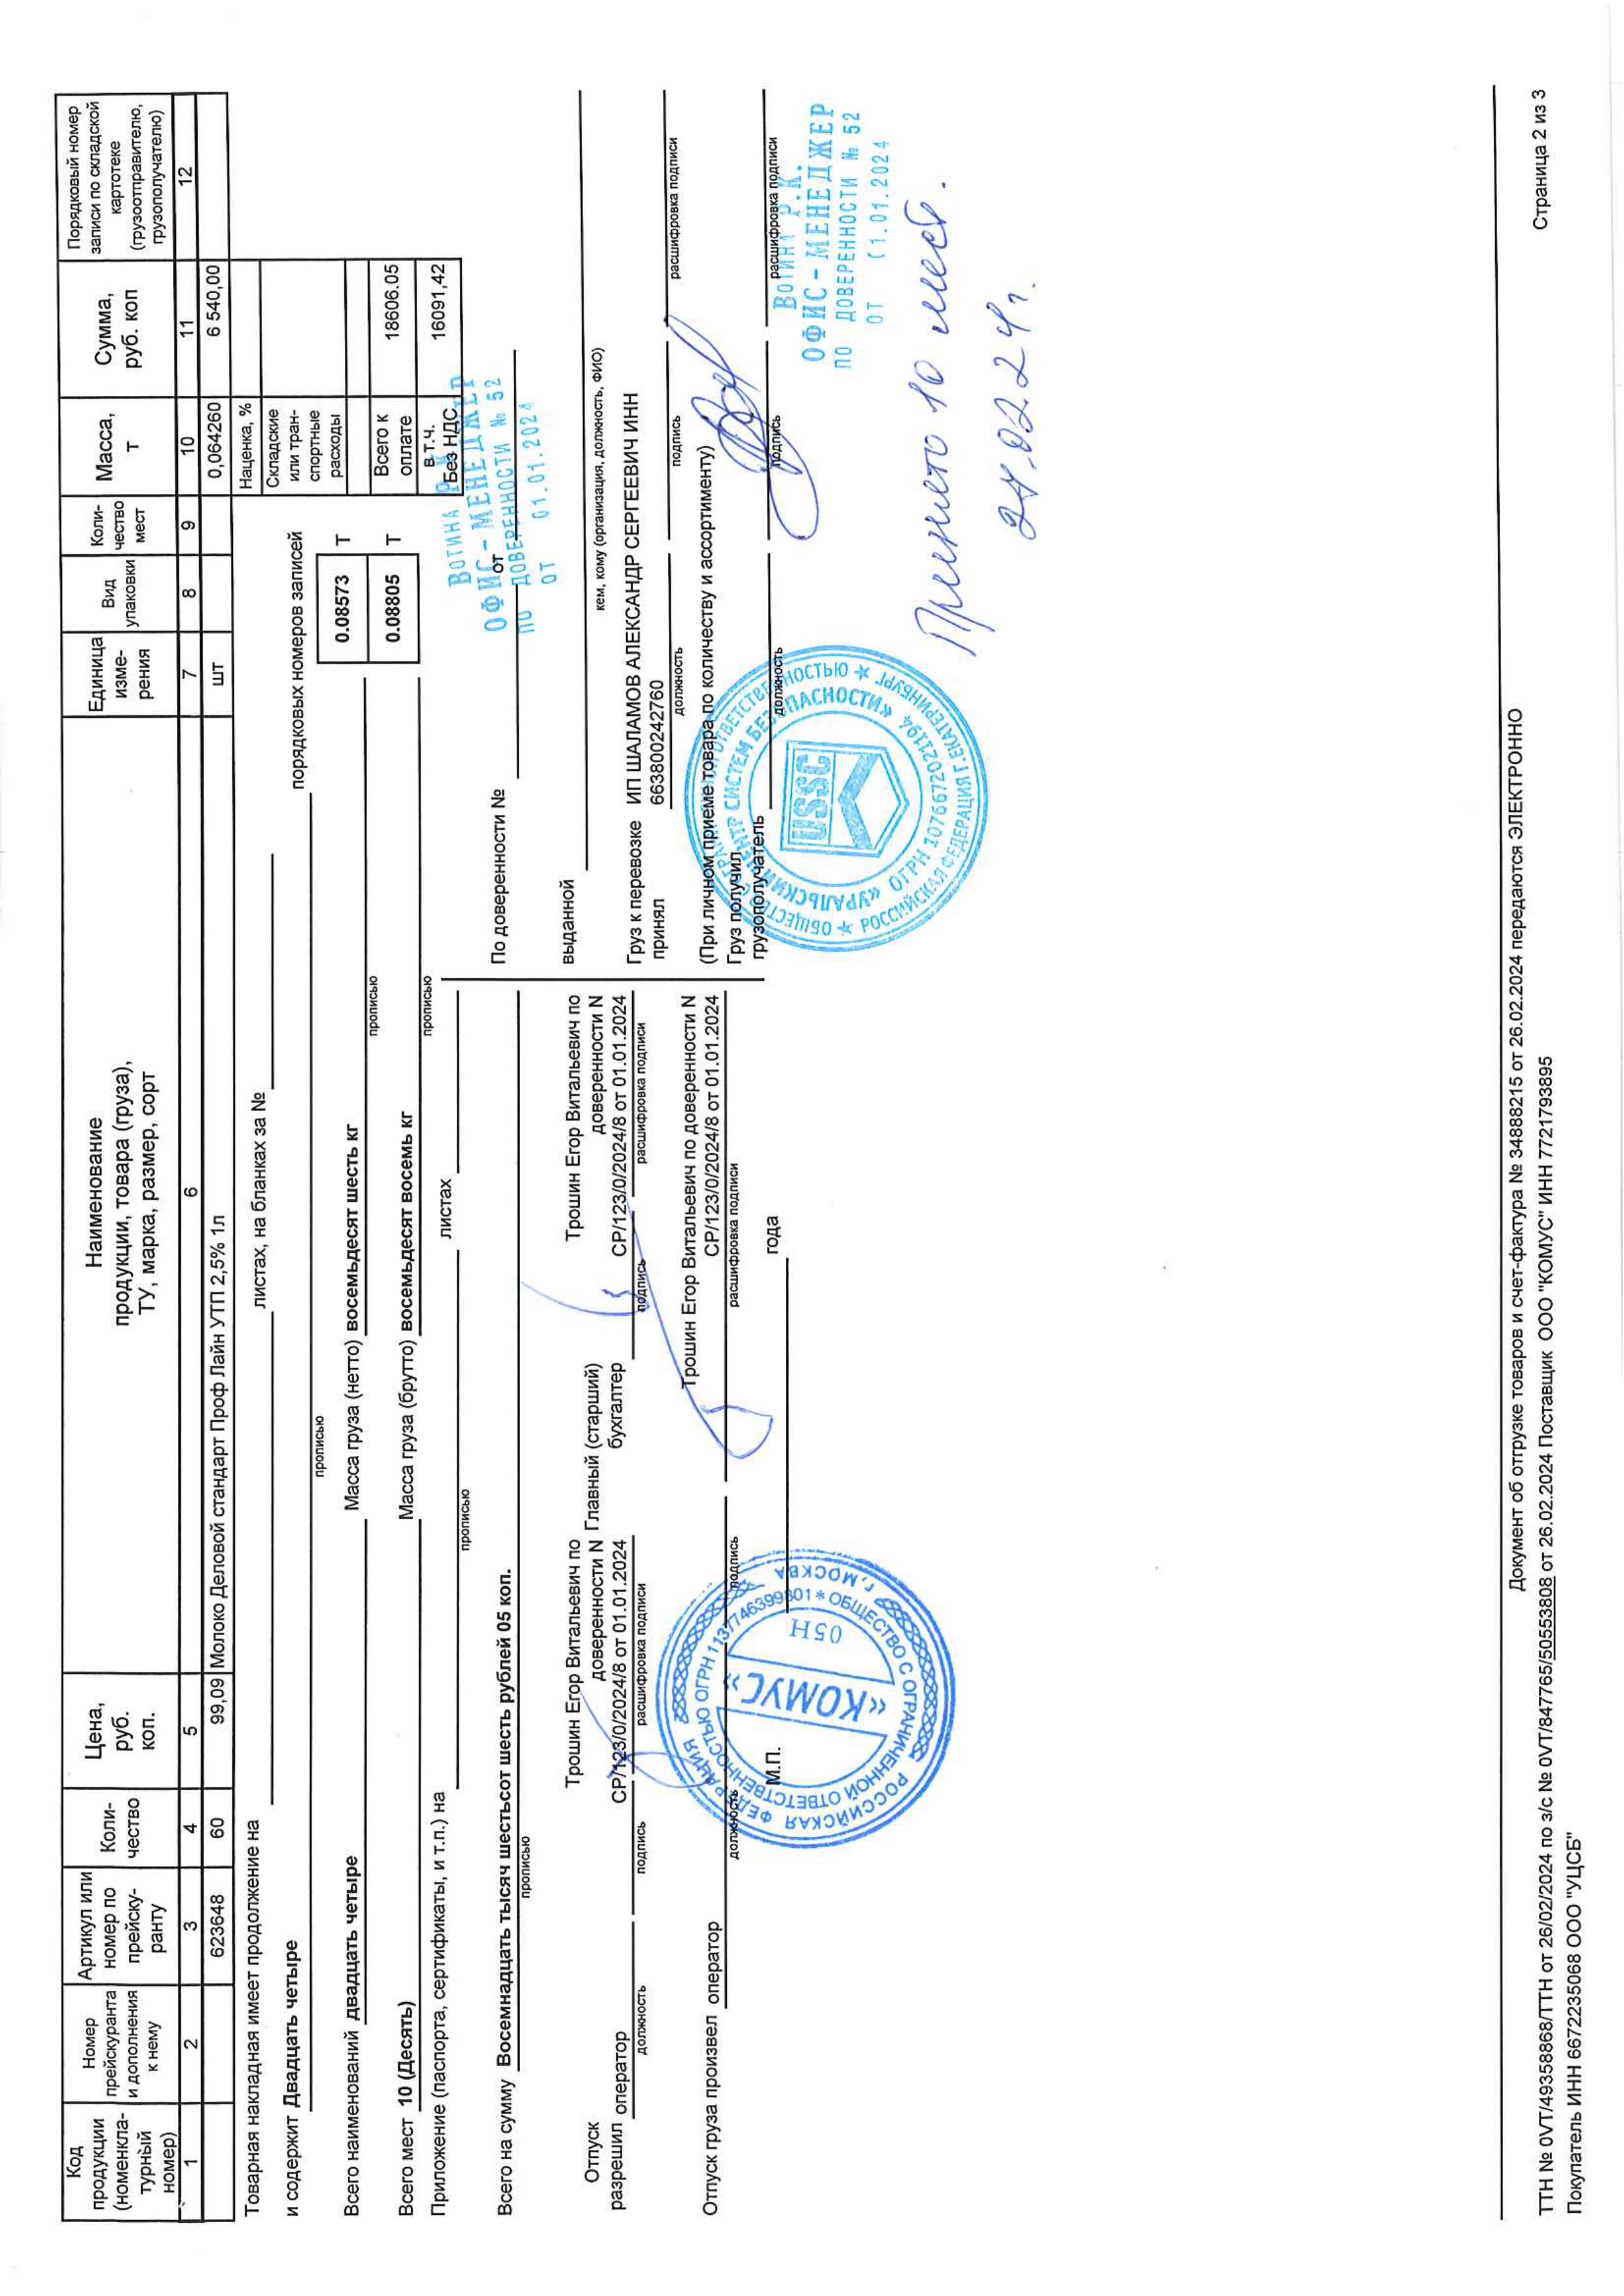 Код продукции (номенкла- турный номер) Номер прейскуранта и дополнения к нему Артикул или номер по прейску- ранту Коли- чество Цена, руб. коп. Наименование продукции, товара (груза), ТУ, марка, размер, сорт Единица изме- рения Вид упаковки Коли- чество мест Масса, т Сумма, руб. коп Порядковый номер записи по складской картотеке (грузоотправителю, грузополучателю)
1 2 3 4 5 6 7 8 9 10 11 12
623648 60 99,09 Молоко Деловой стандарт Проф Лайн УТП 2,5% 1л шт 0,064260 6 540,00
Товарная накладная имеет продолжение на листах, на бланках за № Наценка, %
и содержит Двадцать четыре порядковых номеров записей
прописью
Складские или тран- спортные расходы
Всего наименований двадцать четыре Масса груза (нетто) восемьдесят шесть кг 0.08573 Т
прописью
Всего мест 10 (Десять) Масса груза (брутто) восемьдесят восемь кг 0.08805 Т Всего к оплате 18606.05
прописью
Приложение (паспорта, сертификаты, и т.п.) на листах
прописью
в т.ч. Без НДС 16091,42
Всего на сумму Восемнадцать тысяч шестьсот шесть рублей 05 коп.
прописью
По доверенности № от
Вотина Р.К.
ОФИС-МЕНЕДЖЕР
ПО ДОВЕРЕННОСТИ № 52
ОТ 01.01.2024
выданной
кем, кому (организация, должность, ФИО)
Отпуск разрешил оператор Трошин Егор Витальевич по доверенности N СР/123/0/2024/8 от 01.01.2024
должность подпись расшифровка подписи
Главный (старший) бухгалтер Трошин Егор Витальевич по доверенности N СР/123/0/2024/8 от 01.01.2024
подпись расшифровка подписи
Груз к перевозке принял ИП ШАЛАМОВ АЛЕКСАНДР СЕРГЕЕВИЧ ИНН 663800242760
должность подпись расшифровка подписи
Отпуск груза произвел оператор Трошин Егор Витальевич по доверенности N СР/123/0/2024/8 от 01.01.2024
должность подпись расшифровка подписи
М.П. года
(При личном приеме товара по количеству и ассортименту)
Груз получил грузополучатель
должность подпись расшифровка подписи
РОССИЙСКАЯ ФЕДЕРАЦИЯ г. МОСКВА
ОБЩЕСТВО С ОГРАНИЧЕННОЙ ОТВЕТСТВЕННОСТЬЮ ОГРН
«КОМУС»
05Н
ОБЩЕСТВО С ОГРАНИЧЕННОЙ ОТВЕТСТВЕННОСТЬЮ
РОССИЙСКАЯ ФЕДЕРАЦИЯ Г.ЕКАТЕРИНБУРГ
«УРАЛЬСКИЙ ЦЕНТР СИСТЕМ БЕЗОПАСНОСТИ»
ОГРН 1076672021194
USSC
Вотина Р.К.
ОФИС-МЕНЕДЖЕР
ПО ДОВЕРЕННОСТИ № 52
ОТ 01.01.2024
Принято 10 мест.
27.02.24г.
Документ об отгрузке товаров и счет-фактура № 34888215 от 26.02.2024 передаются ЭЛЕКТРОННО
ТТН № 0VT/49358868/ТТН от 26/02/2024 по з/с № 0VT/847765/50553808 от 26.02.2024 Поставщик ООО "КОМУС" ИНН 7721793895
Страница 2 из 3
Покупатель ИНН 6672235068 ООО "УЦСБ"